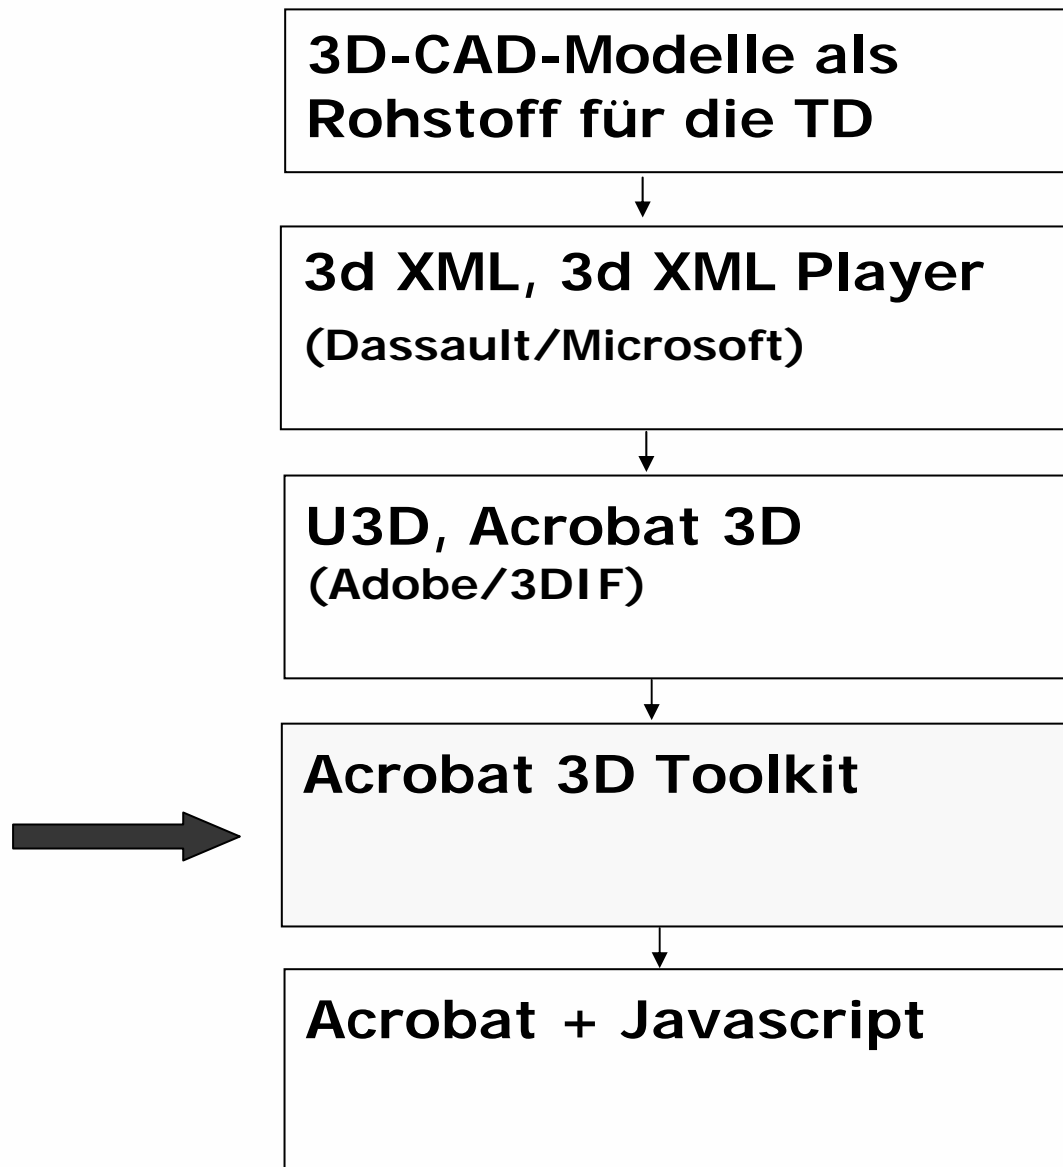 3D-CAD-Modelle als
Rohstoff für die TD
3d XML, 3d XML Player
(Dassault/Microsoft)
U3D, Acrobat 3D
(Adobe/3DIF)
Acrobat 3D Toolkit
Acrobat + Javascript